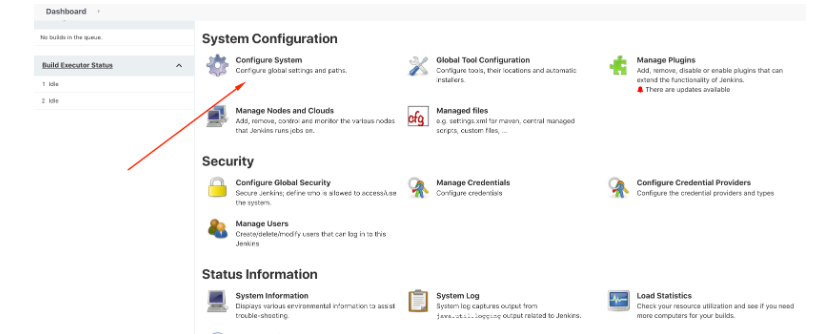 Dashboard
No builds in the queue.
Build Executor Status
1 Idle
2 Idle
System Configuration
Configure System
Configure global settings and paths.
Global Tool Configuration
Configure tools, their locations and automatic
installers.
Manage Plugins
Add, remove, disable or enable plugins that can
extend the functionality of Jenkins.
There are updates available
Manage Nodes and Clouds
Add, remove, control and monitor the various nodes
that Jenkins runs jobs on.
cfg
Managed files
e.g. settings.xml for maven, central managed
scripts, custom files, ...
Security
Configure Global Security
Secure Jenkins; define who is allowed to access/use
the system.
Manage Credentials
Configure credentials
Configure Credential Providers
Configure the credential providers and types
Manage Users
Create/delete/modify users that can log in to this
Jenkins
Status Information
System Information
Displays various environmental information to assist
trouble-shooting.
System Log
System log captures output from
java.util.logging output related to Jenkins.
Load Statistics
Check your resource utilization and see if you need
more computers for your builds.